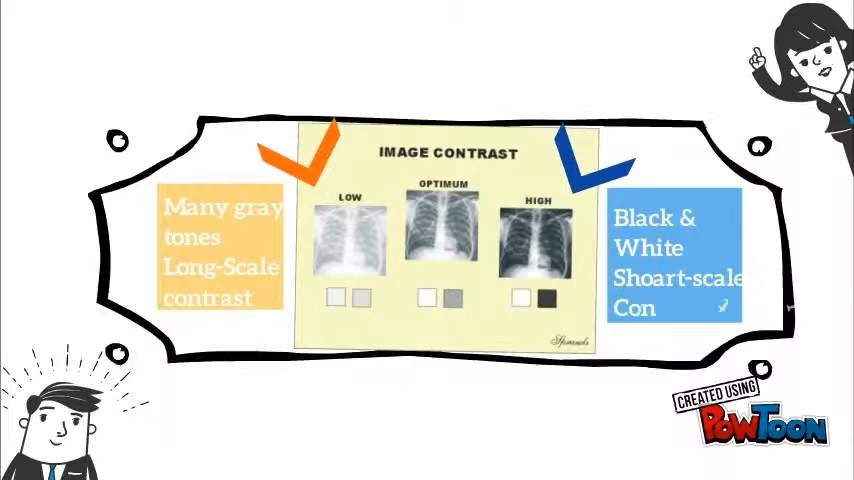 IMAGE CONTRAST
LOW
OPTIMUM
HIGH
Many gray
tones
Long-Scale
contrast
Black &
White
Shoart-scale
Con
Sprawls
CREATED USING
POWTOON